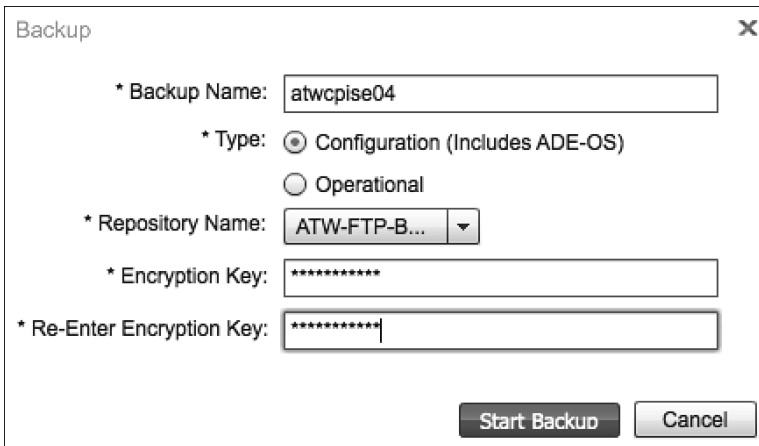 Backup
* Backup Name: atwcpise04
* Type: Configuration (Includes ADE-OS)
Operational
* Repository Name: ATW-FTP-B...
* Encryption Key: ***********
* Re-Enter Encryption Key: ***********
Start Backup Cancel